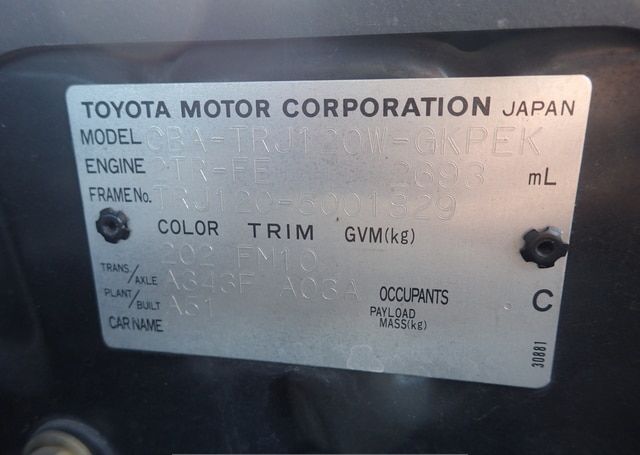 TOYOTA MOTOR CORPORATION JAPAN
MODEL CBA-TRJ120W-GKPEK
ENGINE 2TR-FE 2693 mL
FRAME No. TRJ120-5001329
COLOR TRIM GVM(kg)
202 FM10
TRANS/AXLE A343F A03A OCCUPANTS C
PLANT/BUILT A51 PAYLOAD MASS(kg)
CAR NAME
30881